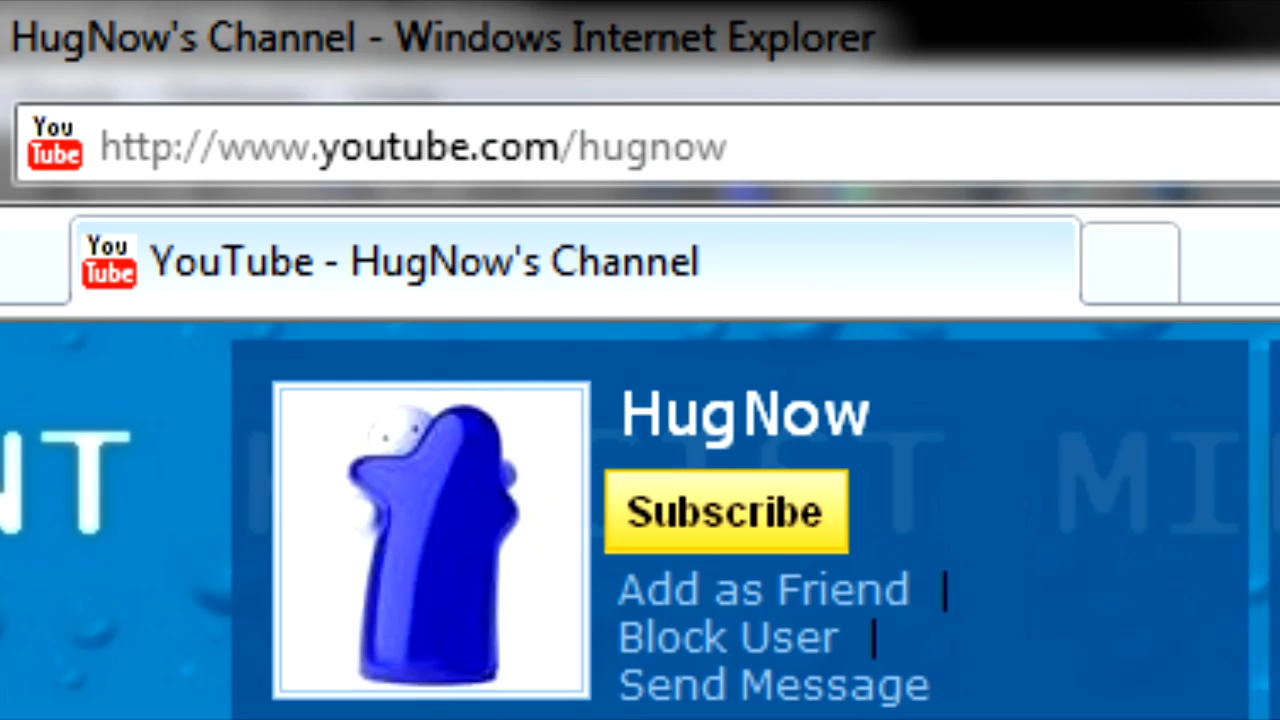 HugNow's Channel - Windows Internet Explorer
You
Tube http://www.youtube.com/hugnow
You
Tube YouTube - HugNow's Channel
HugNow
NT
Subscribe
Add as Friend |
Block User |
Send Message